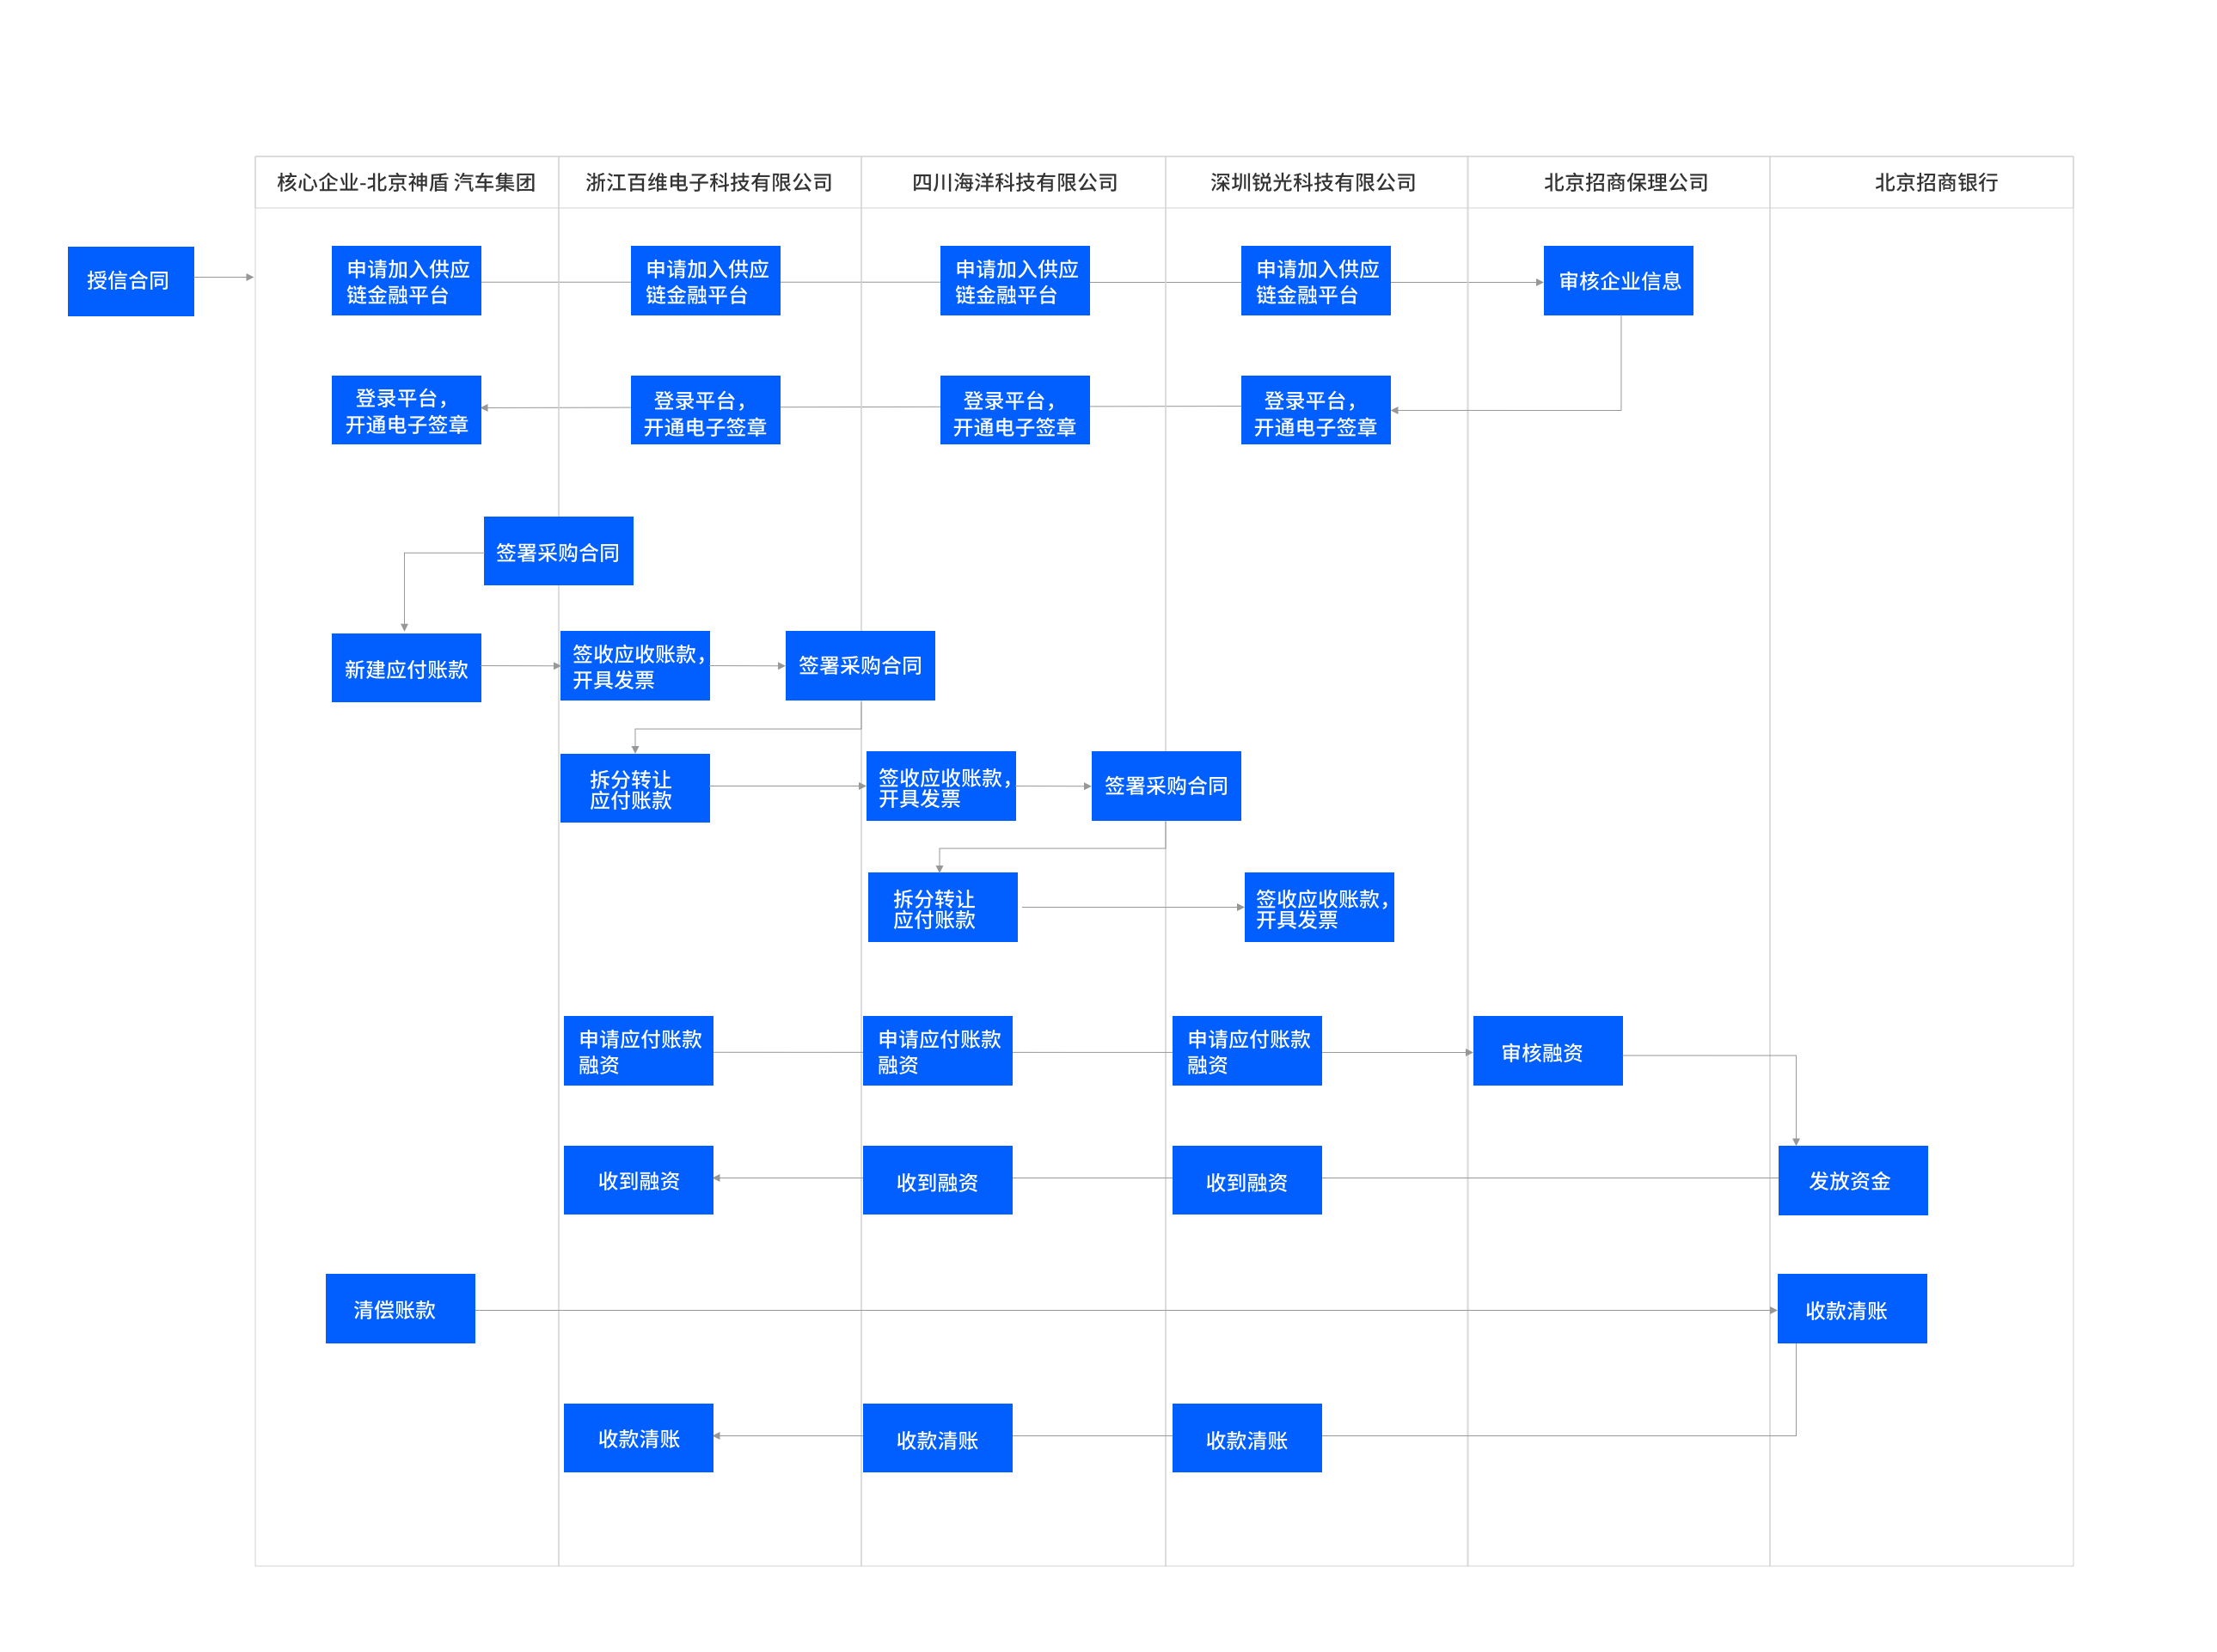 核心企业-北京神盾 汽车集团
浙江百维电子科技有限公司
四川海洋科技有限公司
深圳锐光科技有限公司
北京招商保理公司
北京招商银行
授信合同
申请加入供应
链金融平台
申请加入供应
链金融平台
申请加入供应
链金融平台
申请加入供应
链金融平台
审核企业信息
登录平台，
开通电子签章
登录平台，
开通电子签章
登录平台，
开通电子签章
登录平台，
开通电子签章
签署采购合同
新建应付账款
签收应收账款，
开具发票
签署采购合同
拆分转让
应付账款
签收应收账款，
开具发票
签署采购合同
拆分转让
应付账款
签收应收账款，
开具发票
申请应付账款
融资
申请应付账款
融资
申请应付账款
融资
审核融资
收到融资
收到融资
收到融资
发放资金
清偿账款
收款清账
收款清账
收款清账
收款清账